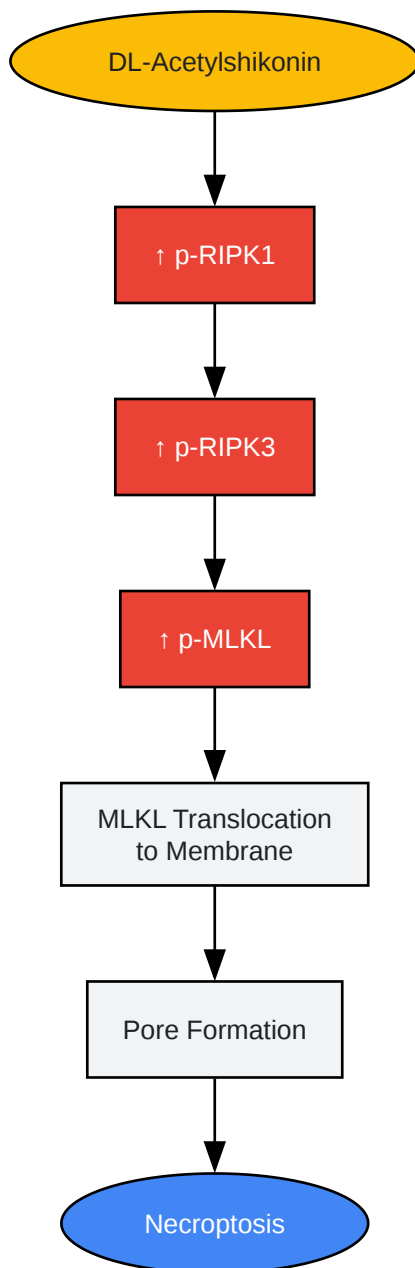 DL-Acetylshikonin
↑ p-RIPK1
↑ p-RIPK3
↑ p-MLKL
MLKL Translocation
to Membrane
Pore Formation
Necroptosis